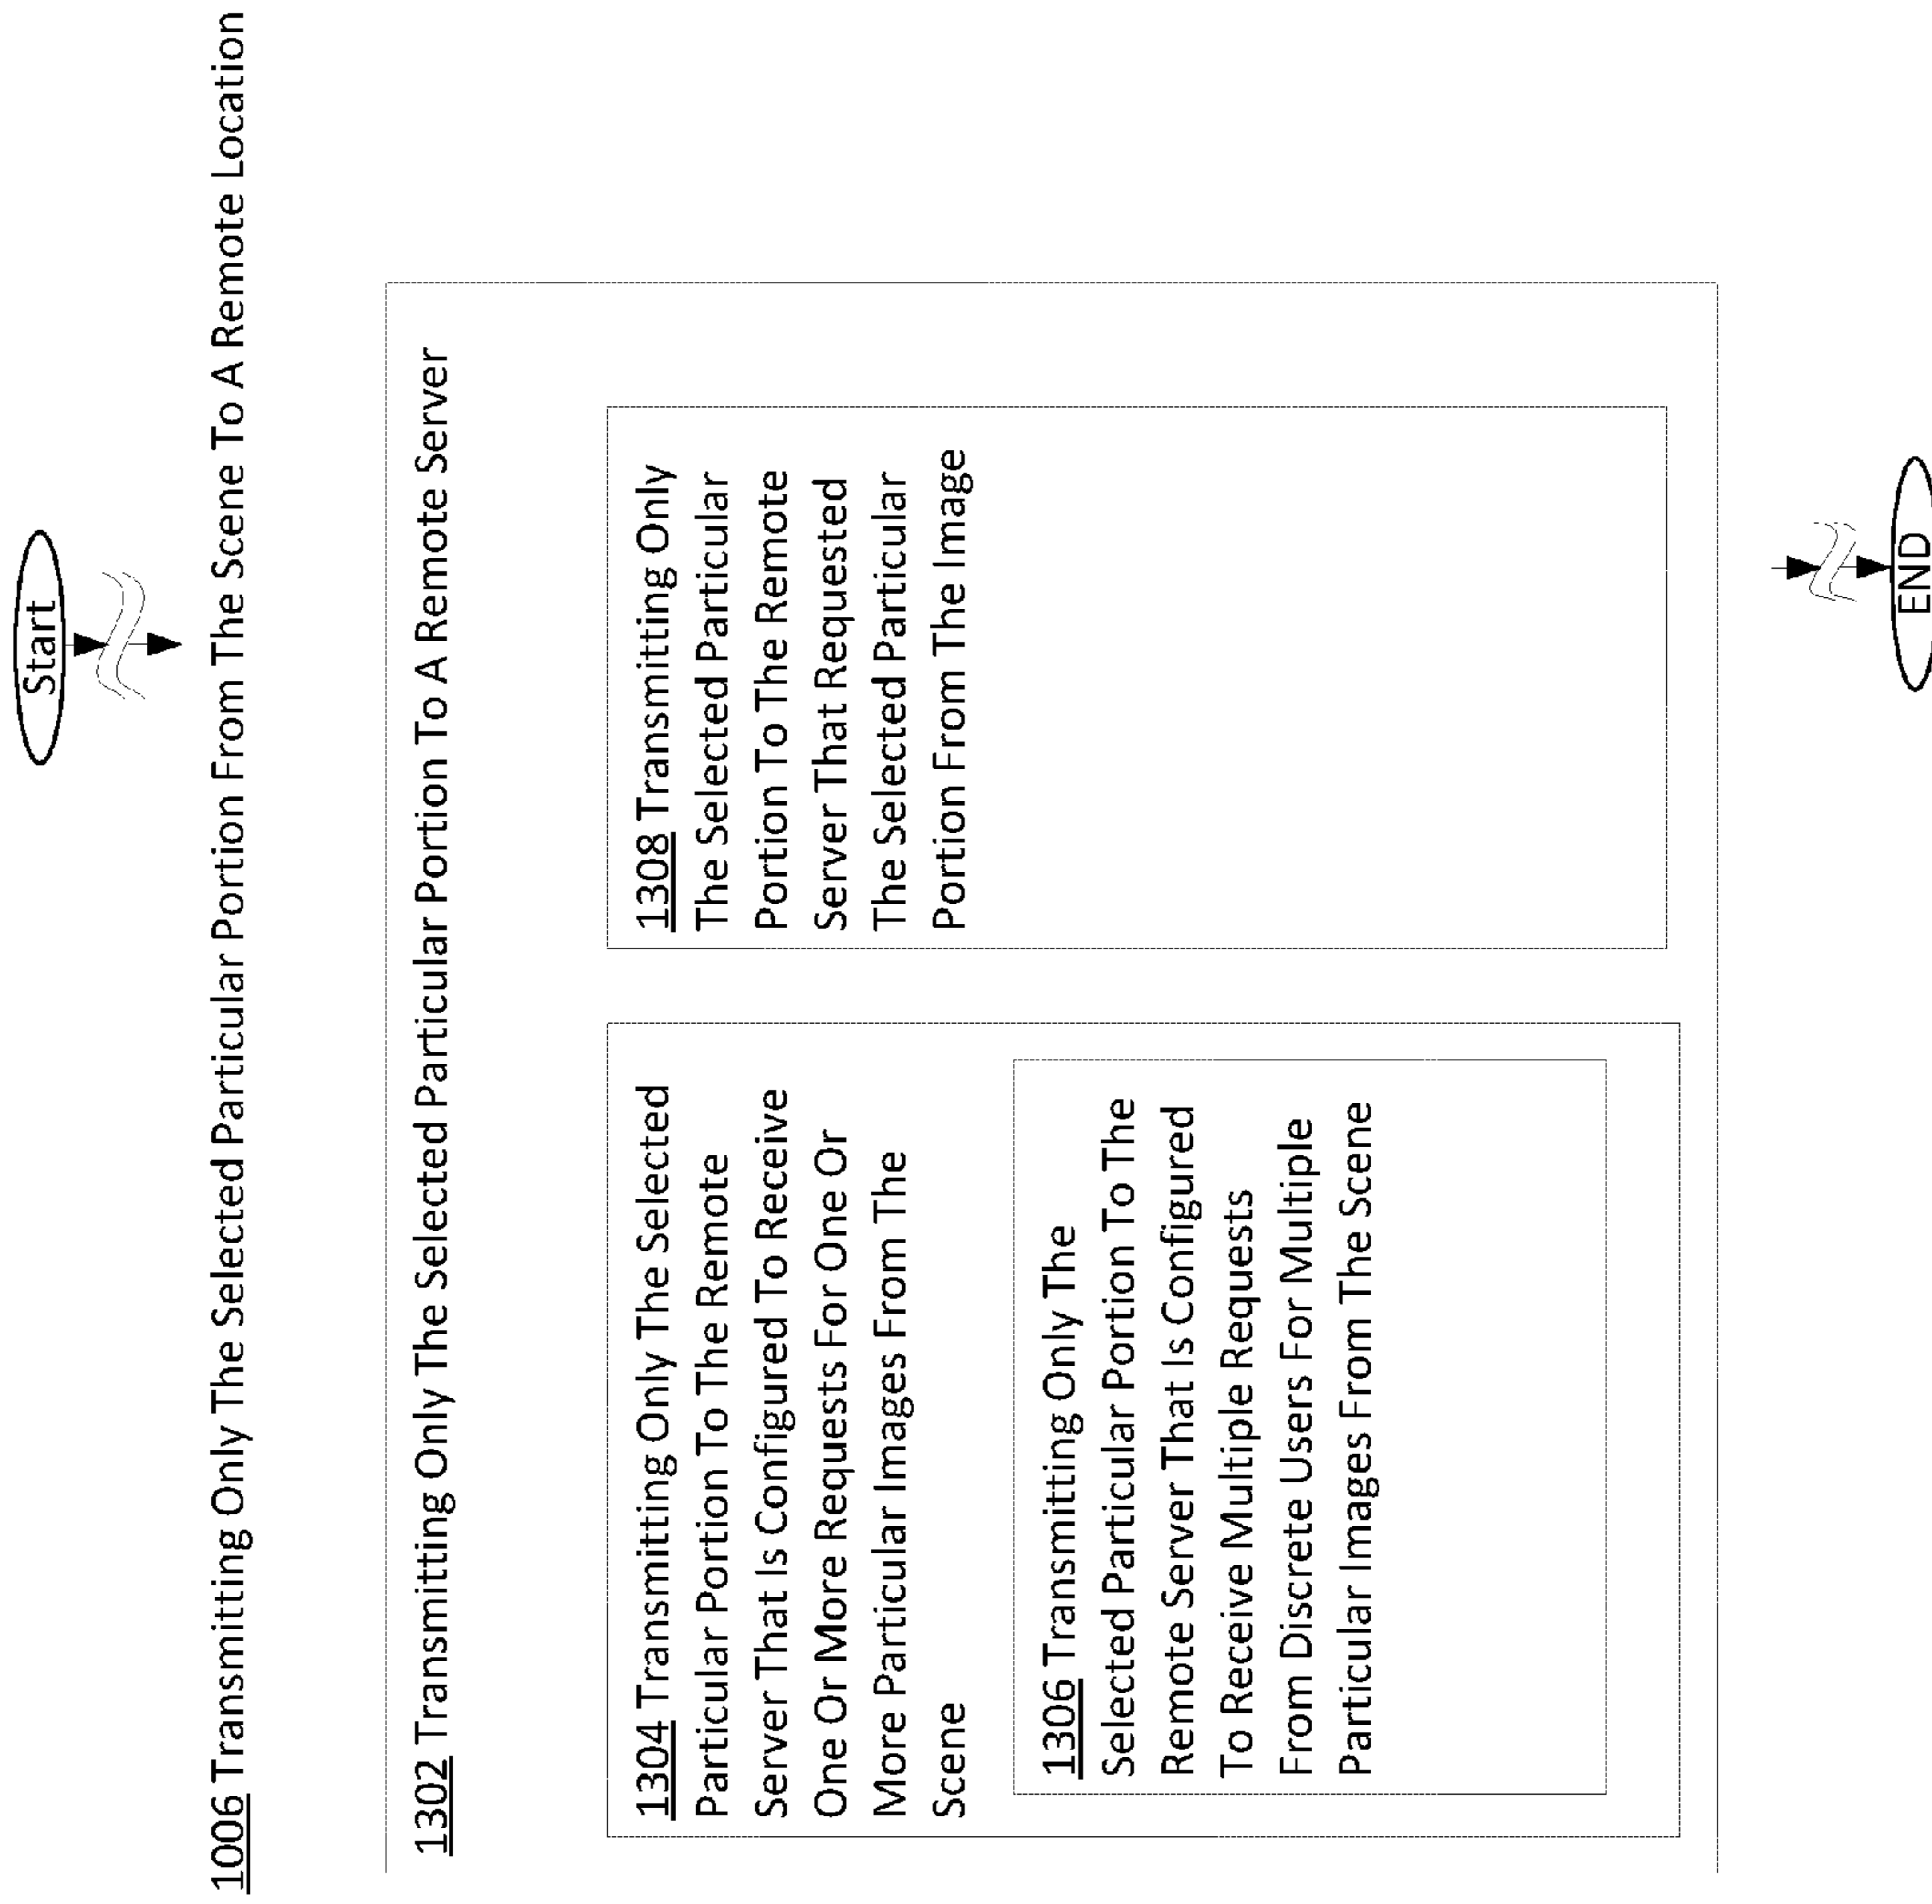 Start
1006 Transmitting Only The Selected Particular Portion From The Scene To A Remote Location
1302 Transmitting Only The Selected Particular Portion To A Remote Server
1304 Transmitting Only The Selected
Particular Portion To The Remote
Server That Is Configured To Receive
One Or More Requests For One Or
More Particular Images From The
Scene
1306 Transmitting Only The
Selected Particular Portion To The
Remote Server That Is Configured
To Receive Multiple Requests
From Discrete Users For Multiple
Particular Images From The Scene
1308 Transmitting Only
The Selected Particular
Portion To The Remote
Server That Requested
The Selected Particular
Portion From The Image
END